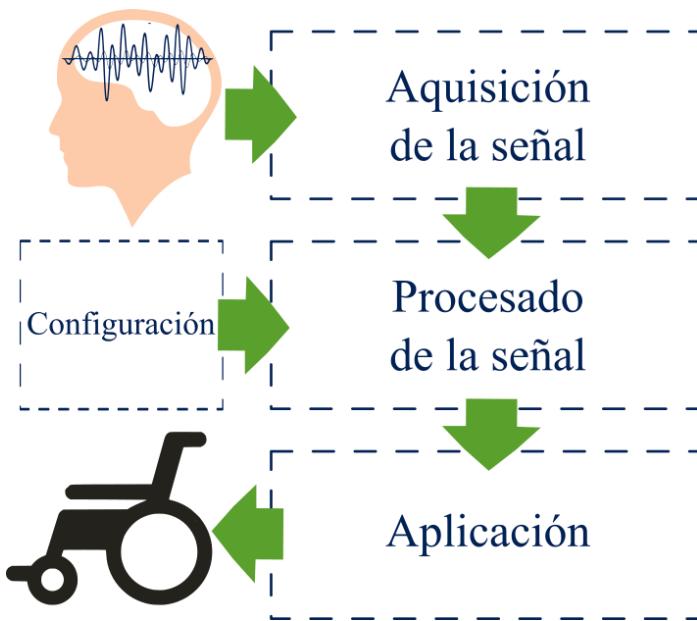 Aquisición
de la señal
Configuración
Procesado
de la señal
Aplicación